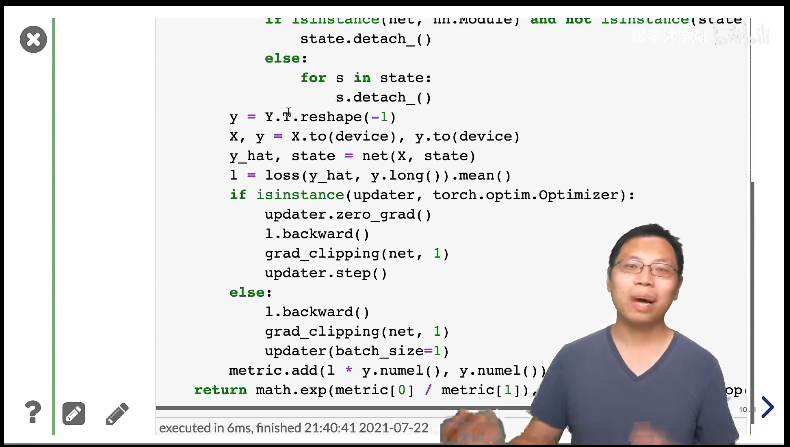 if isinstance(net, nn.Module) and not isinstance(state
state.detach_()
else:
for s in state:
s.detach_()
y = Y.T.reshape(-1)
X, y = X.to(device), y.to(device)
y_hat, state = net(X, state)
l = loss(y_hat, y.long()).mean()
if isinstance(updater, torch.optim.Optimizer):
updater.zero_grad()
l.backward()
grad_clipping(net, 1)
updater.step()
else:
l.backward()
grad_clipping(net, 1)
updater(batch_size=1)
metric.add(l * y.numel(), y.numel())
return math.exp(metric[0] / metric[1]),
executed in 6ms, finished 21:40:41 2021-07-22